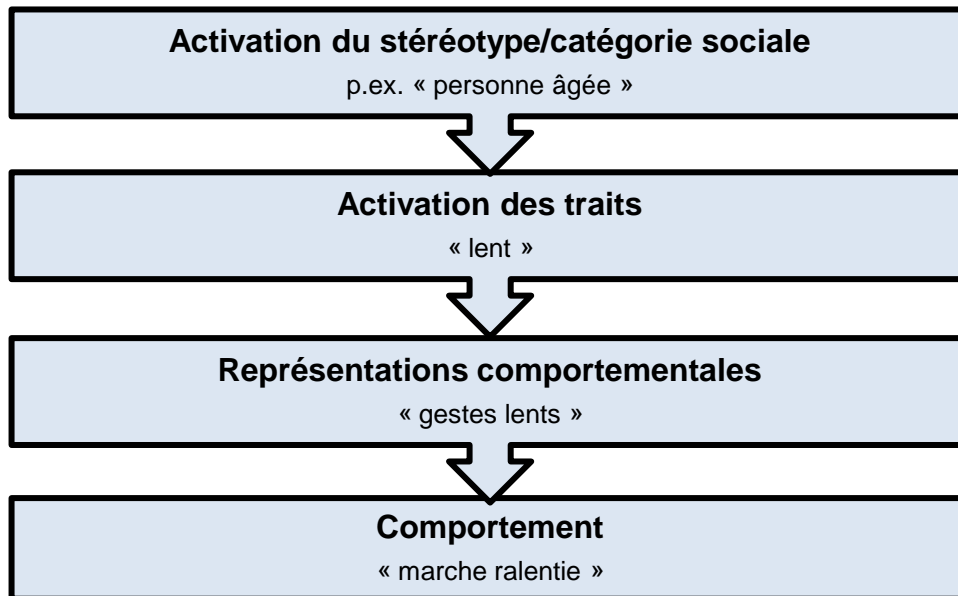 Activation du stéréotype/catégorie sociale
p.ex. « personne âgée »
Activation des traits
« lent »
Représentations comportementales
« gestes lents »
Comportement
« marche ralentie »